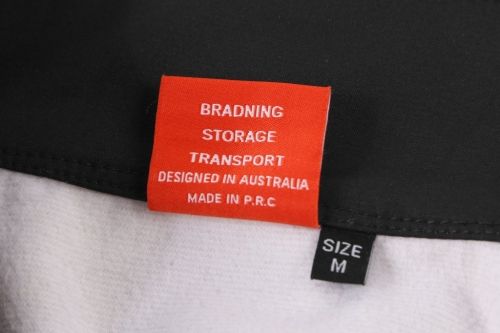 BRADNING
STORAGE
TRANSPORT
DESIGNED IN AUSTRALIA
MADE IN P.R.C
SIZE
M